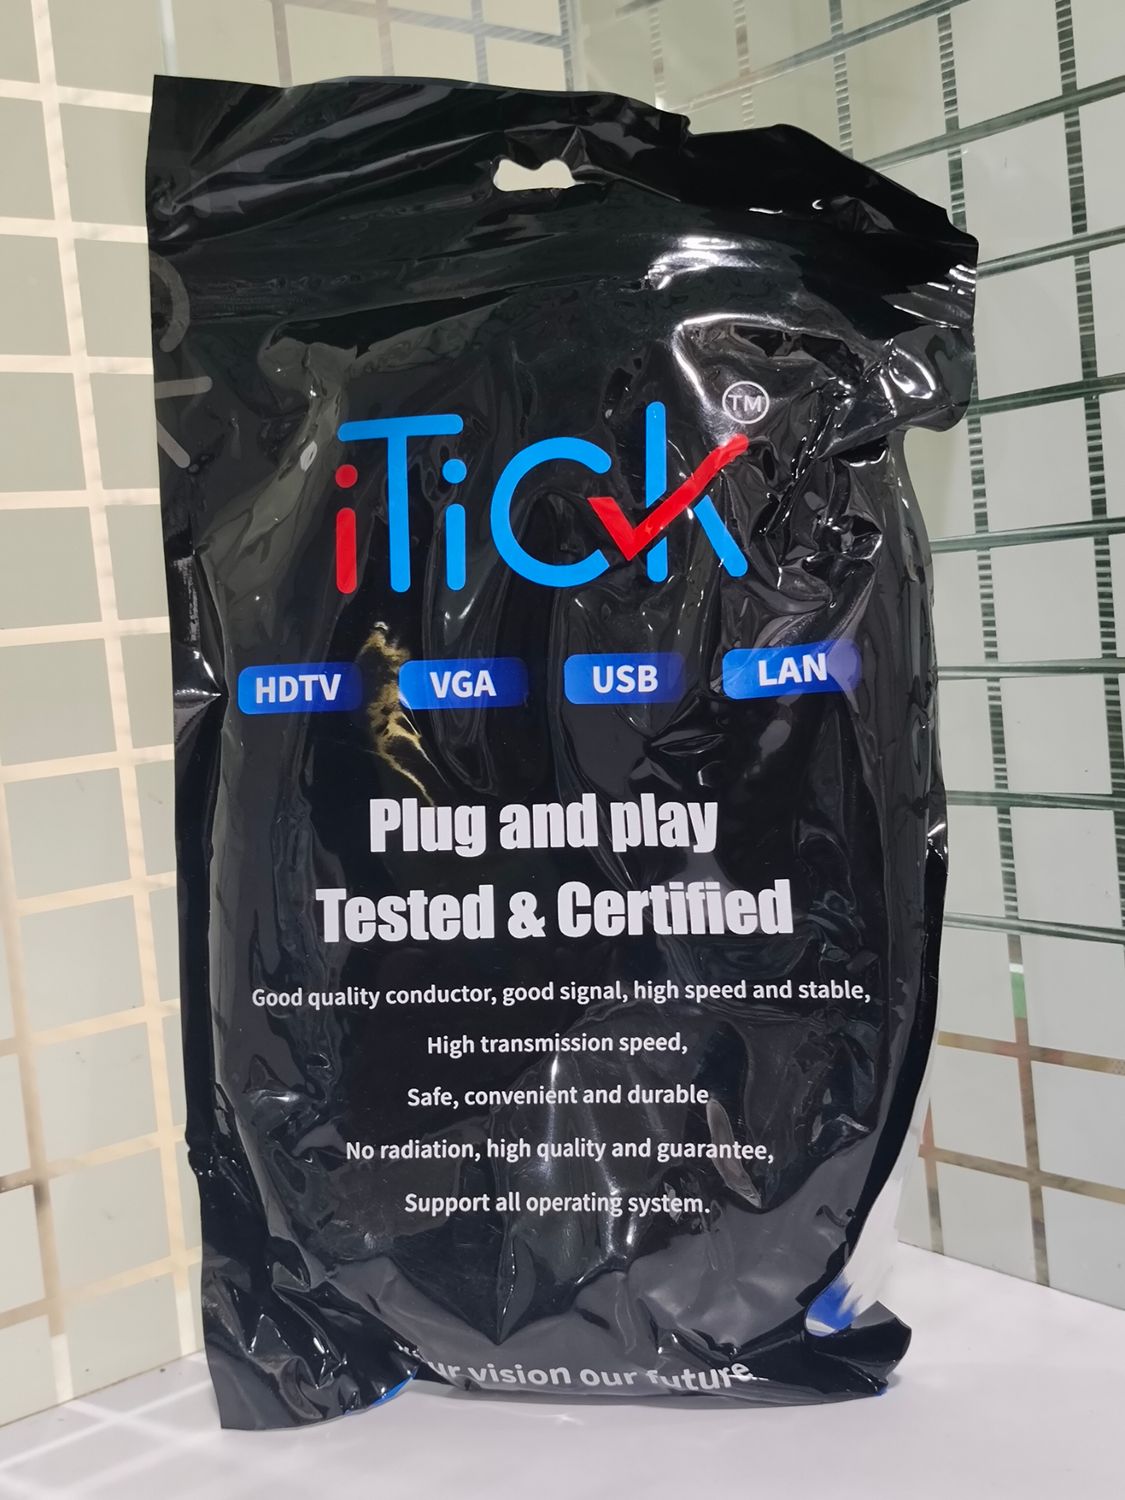 iTick
TM
HDTV VGA USB LAN
Plug and play
Tested & Certified
Good quality conductor, good signal, high speed and stable,
High transmission speed,
Safe, convenient and durable
No radiation, high quality and guarantee,
Support all operating system.
vision our future...